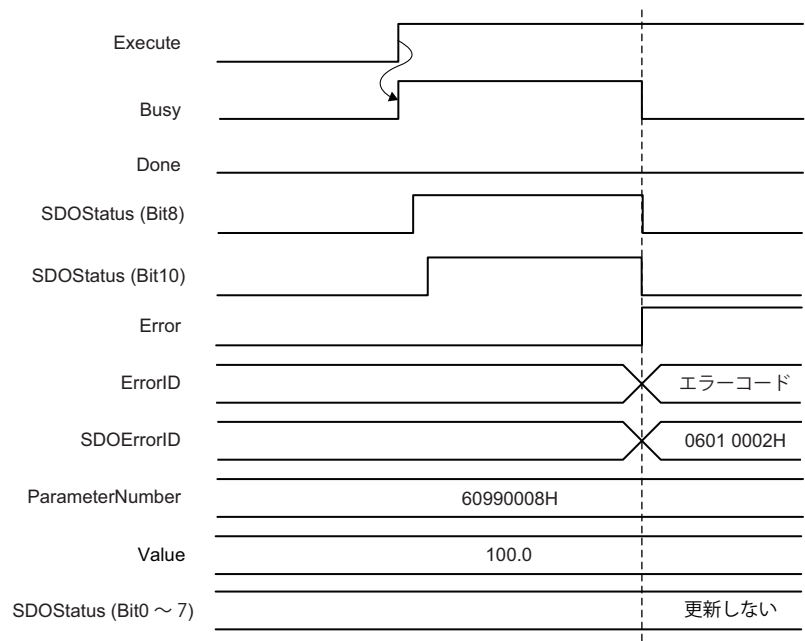 Execute
Busy
Done
SDOStatus (Bit8)
SDOStatus (Bit10)
Error
ErrorID
エラーコード
SDOErrorID
0601 0002H
ParameterNumber
60990008H
Value
100.0
SDOStatus (Bit0 ～ 7)
更新しない